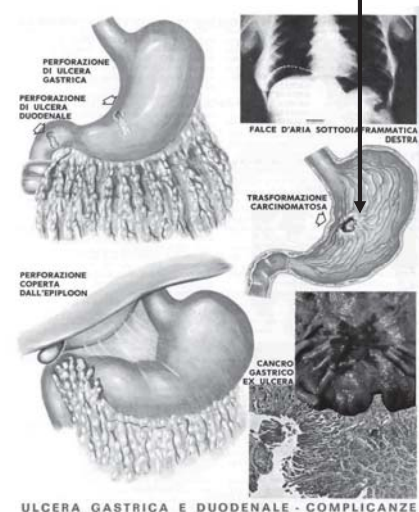 PERFORAZIONE
DI ULCERA
GASTRICA
PERFORAZIONE
DI ULCERA
DUODENALE
FALCE D'ARIA SOTTODIAFRAMMATICA
DESTRA
TRASFORMAZIONE
CARCINOMATOSA
PERFORAZIONE
COPERTA
DALL'EPIPLOON
CANCRO
GASTRICO
EX ULCERA
ULCERA GASTRICA E DUODENALE - COMPLICANZE